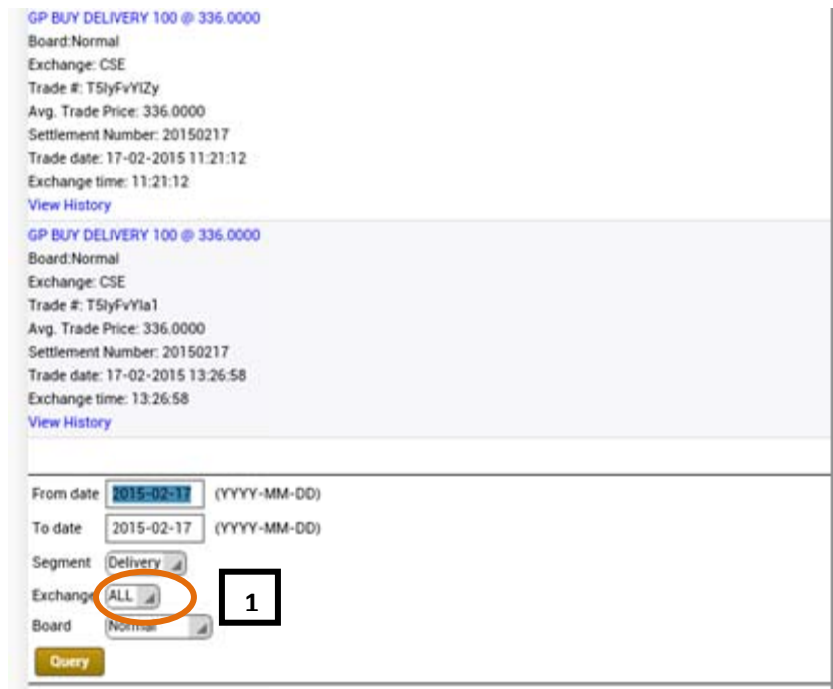 GP BUY DELIVERY 100 @ 336.0000
Board:Normal
Exchange: CSE
Trade #: T5IyFvYIZy
Avg. Trade Price: 336.0000
Settlement Number: 20150217
Trade date: 17-02-2015 11:21:12
Exchange time: 11:21:12
View History
GP BUY DELIVERY 100 @ 336.0000
Board:Normal
Exchange: CSE
Trade #: T5IyFvYIa1
Avg. Trade Price: 336.0000
Settlement Number: 20150217
Trade date: 17-02-2015 13:26:58
Exchange time: 13:26:58
View History
From date 2015-02-17 (YYYY-MM-DD)
To date 2015-02-17 (YYYY-MM-DD)
Segment Delivery
Exchange ALL 1
Board Normal
Query